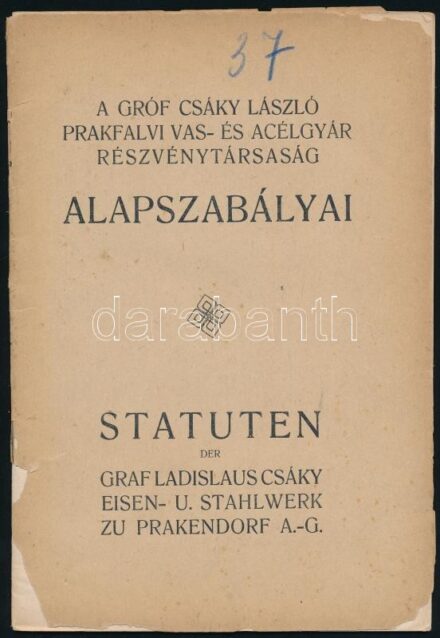 37
A GRÓF CSÁKY LÁSZLÓ
PRAKFALVI VAS- ÉS ACÉLGYÁR
RÉSZVÉNYTÁRSASÁG
ALAPSZABÁLYAI
darabanth
STATUTEN
DER
GRAF LADISLAUS CSÁKY
EISEN- U. STAHLWERK
ZU PRAKENDORF A.-G.